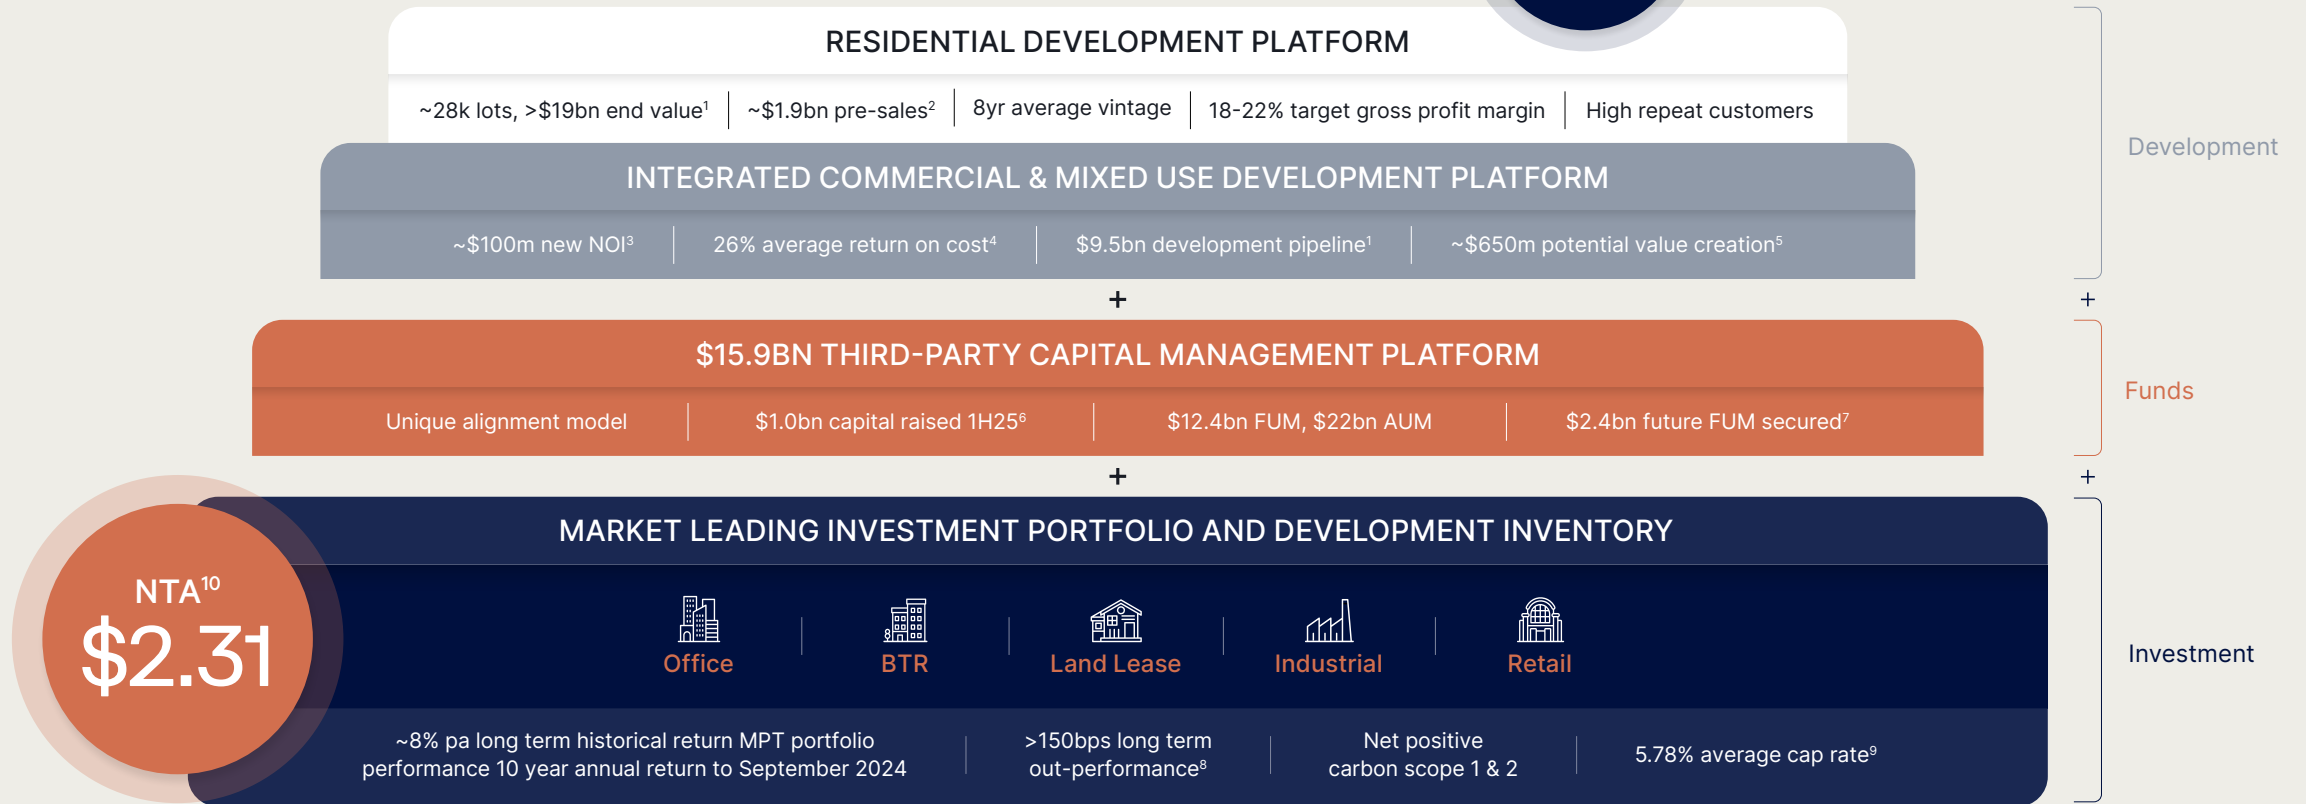 RESIDENTIAL DEVELOPMENT PLATFORM
~28k lots, >$19bn end value¹
~$1.9bn pre-sales²
8yr average vintage
18-22% target gross profit margin
High repeat customers
Development
INTEGRATED COMMERCIAL & MIXED USE DEVELOPMENT PLATFORM
~$100m new NOI³
26% average return on cost⁴
$9.5bn development pipeline¹
~$650m potential value creation⁵
+
+
$15.9BN THIRD-PARTY CAPITAL MANAGEMENT PLATFORM
Unique alignment model
$1.0bn capital raised 1H25⁶
$12.4bn FUM, $22bn AUM
$2.4bn future FUM secured⁷
Funds
+
+
MARKET LEADING INVESTMENT PORTFOLIO AND DEVELOPMENT INVENTORY
NTA¹⁰
$2.31
Office
BTR
Land Lease
Industrial
Retail
Investment
~8% pa long term historical return MPT portfolio
performance 10 year annual return to September 2024
>150bps long term
out-performance⁸
Net positive
carbon scope 1 & 2
5.78% average cap rate⁹